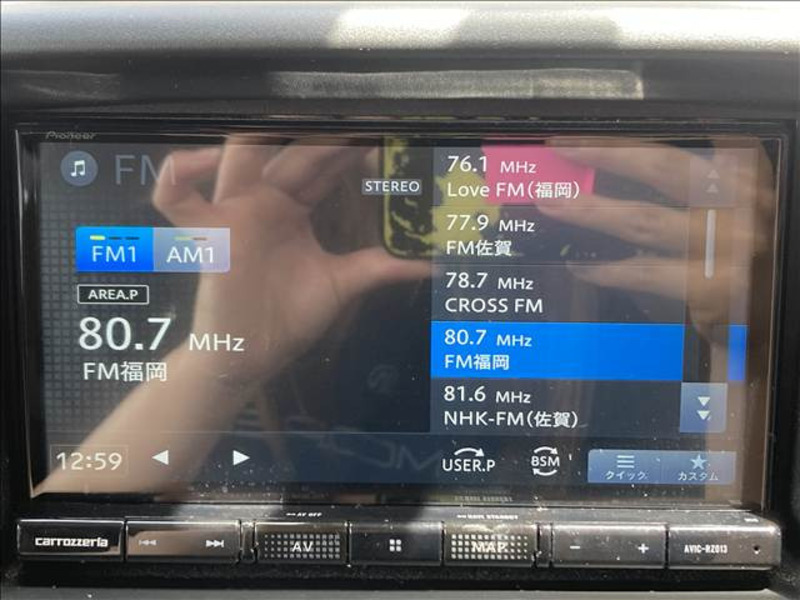 Pioneer
FM
STEREO
FM1 AM1
AREA.P
80.7 MHz
FM福岡
76.1 MHz
Love FM(福岡)
77.9 MHz
FM佐賀
78.7 MHz
CROSS FM
80.7 MHz
FM福岡
81.6 MHz
NHK-FM(佐賀)
12:59
USER.P
BSM
クイック
カスタム
AV OFF
carrozzeria
AV
MAP
AVIC-RZ013